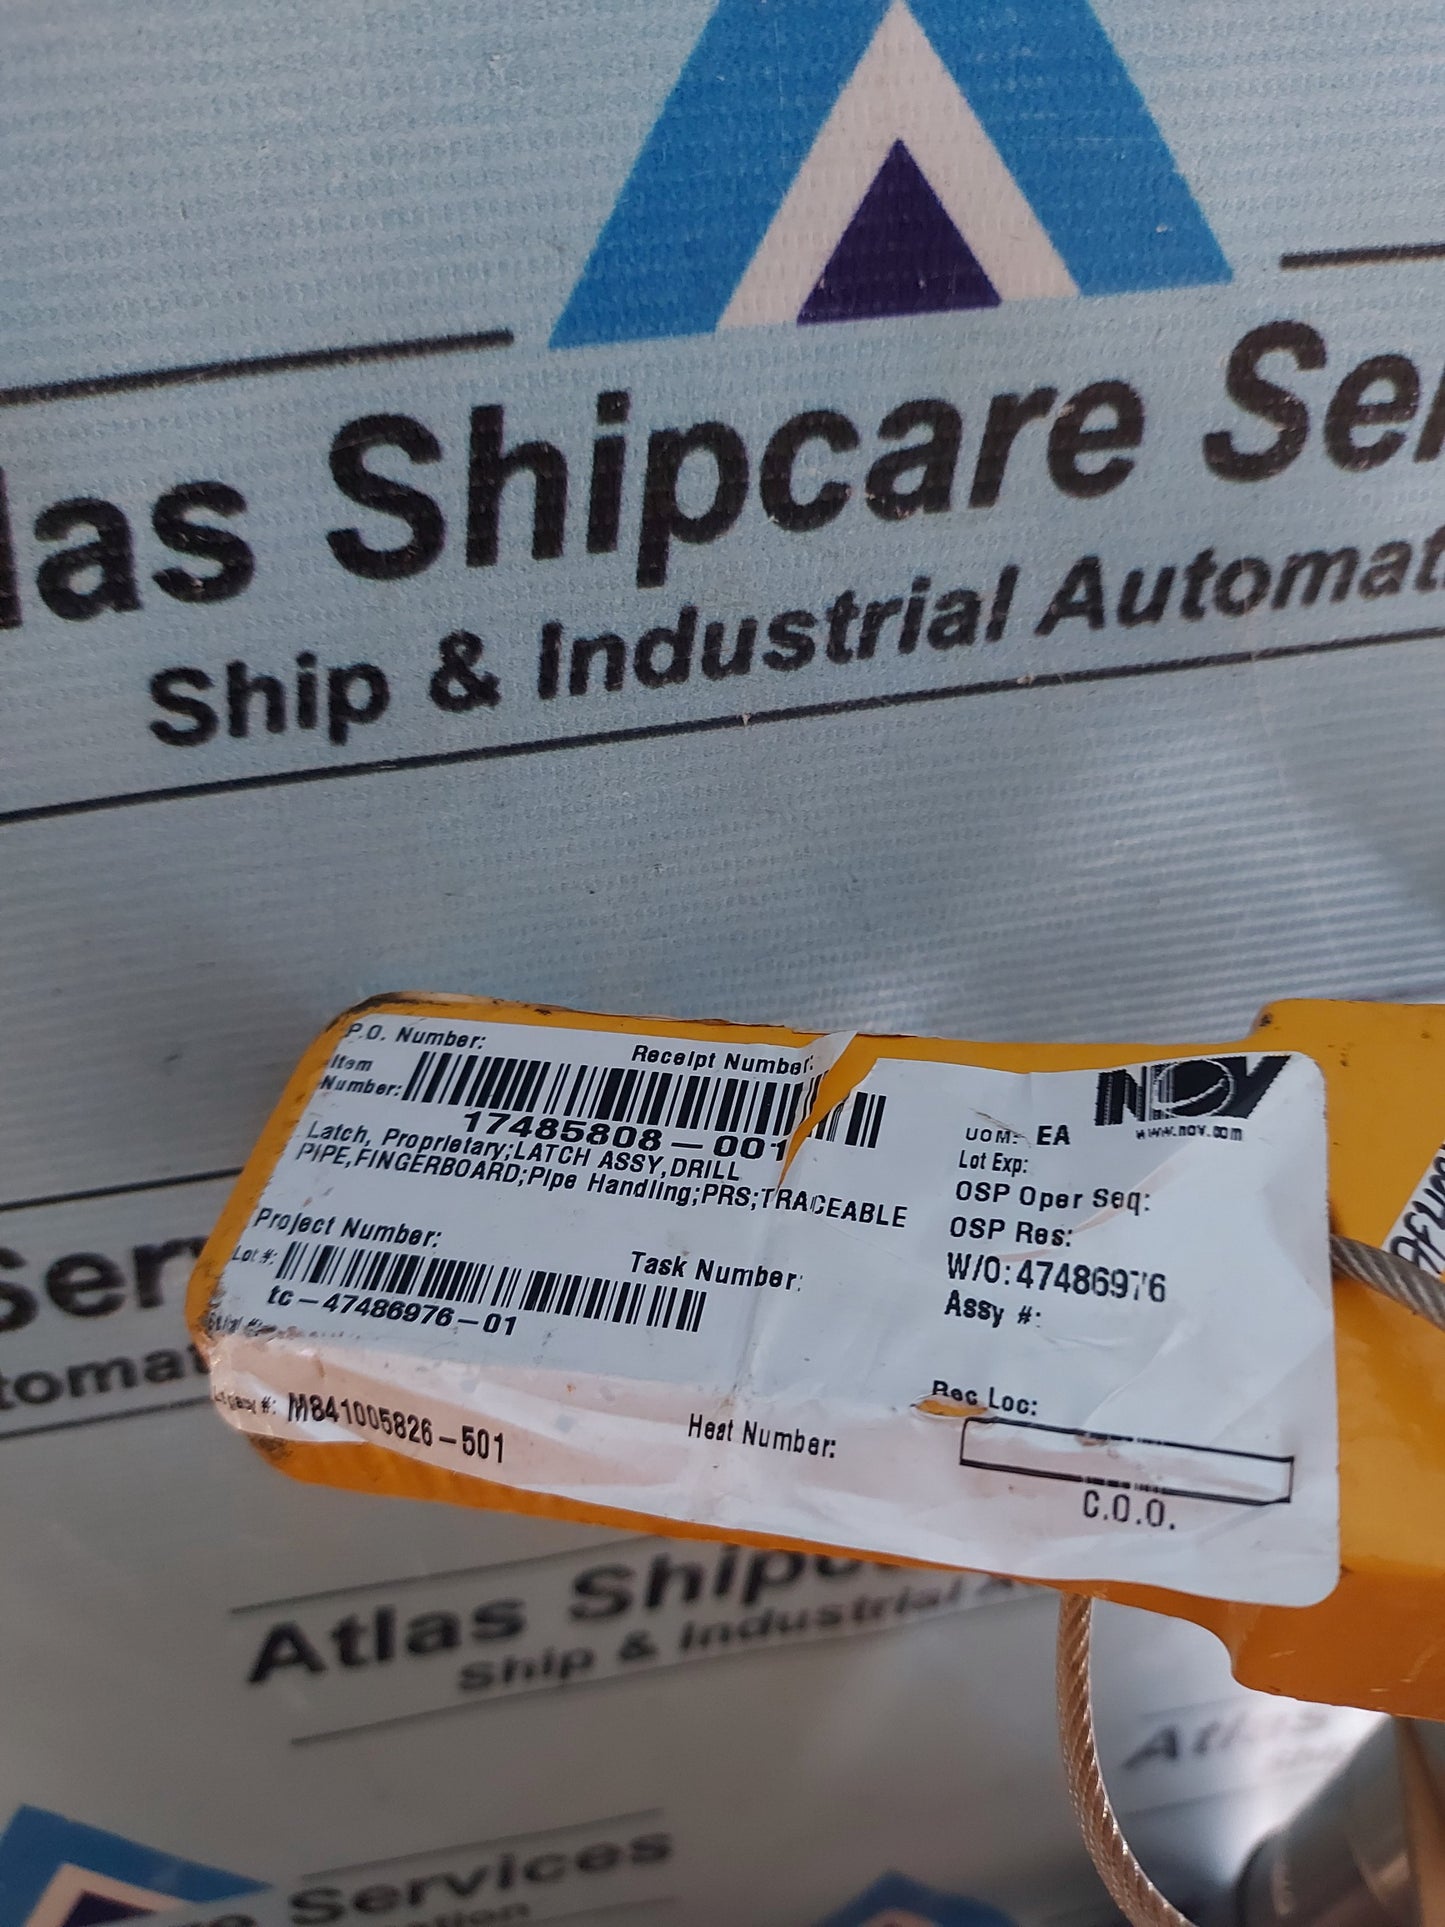 las Shipcare Ser
Ship & Industrial Automat
P.O. Number:
Receipt Number:
Item
Number:
17485808-001
Latch, Proprietary;LATCH ASSY,DRILL
PIPE,FINGERBOARD;Pipe Handling;PRS;TRACEABLE
Project Number:
Task Number:
Lot #:
tc-47486976-01
M841005826-501
Heat Number:
NOV
www.nov.com
UOM: EA
Lot Exp:
OSP Oper Seq:
OSP Res:
W/O:47486976
Assy #:
Rec Loc:
C.O.O.
Ser
tomat
Atlas Shipc
Ship & Industrial A
Atlas
Services